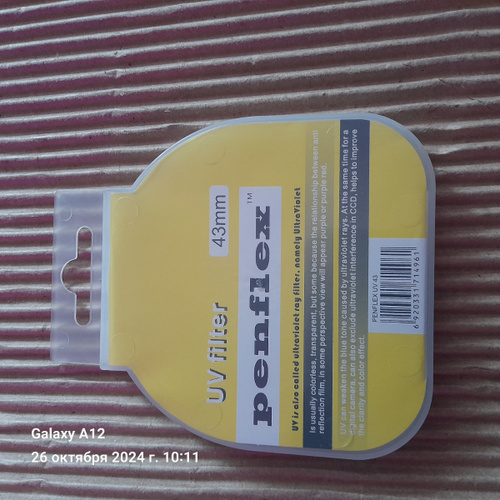 UV filter
43mm
penflex™
UV is also called ultraviolet ray filter, namely UltraViolet
is usually colorless, transparent, but some because the relationship between anti
reflection film, in some perspective view will appear purple or purple red.
UV can weaken the blue tone caused by ultraviolet rays. At the same time for a
digital camera, can also exclude ultraviolet interference in CCD, helps to improve
the clarity and color effect.
PENFLEX UV 43
6 920331 714961
Galaxy A12
26 октября 2024 г. 10:11